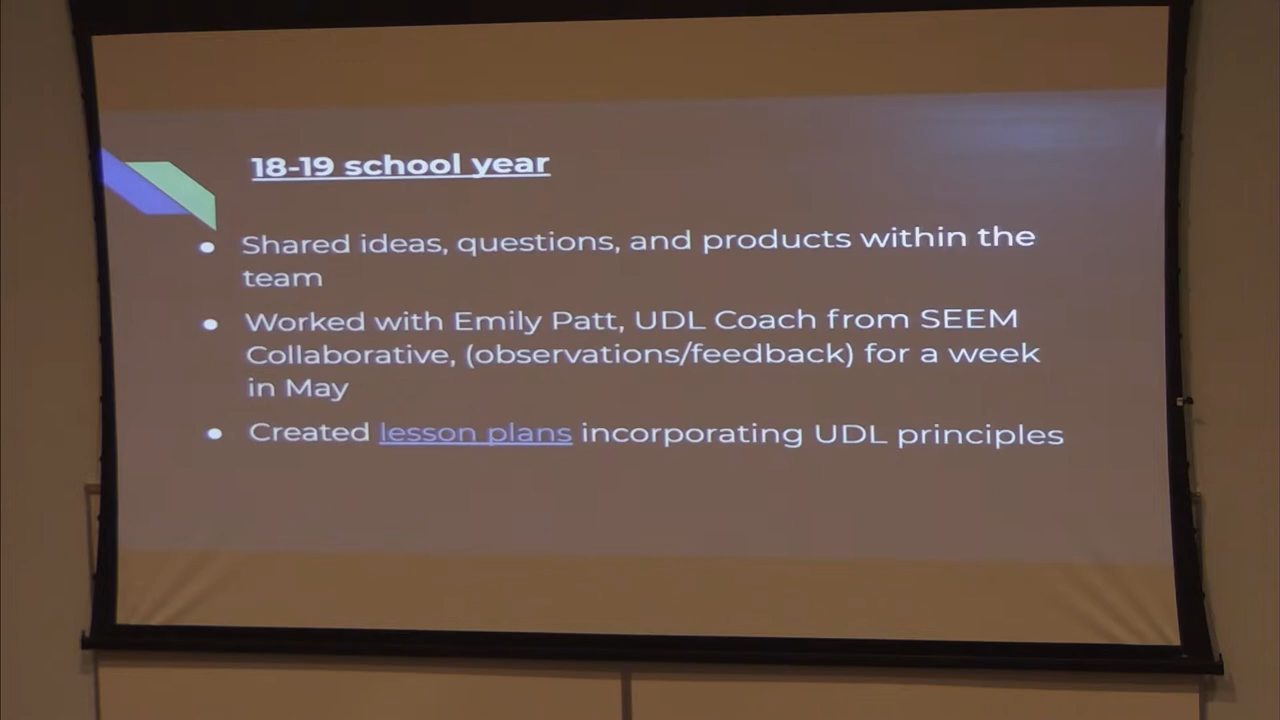 18-19 school year
● Shared ideas, questions, and products within the
team
● Worked with Emily Patt, UDL Coach from SEEM
Collaborative, (observations/feedback) for a week
in May
● Created lesson plans incorporating UDL principles